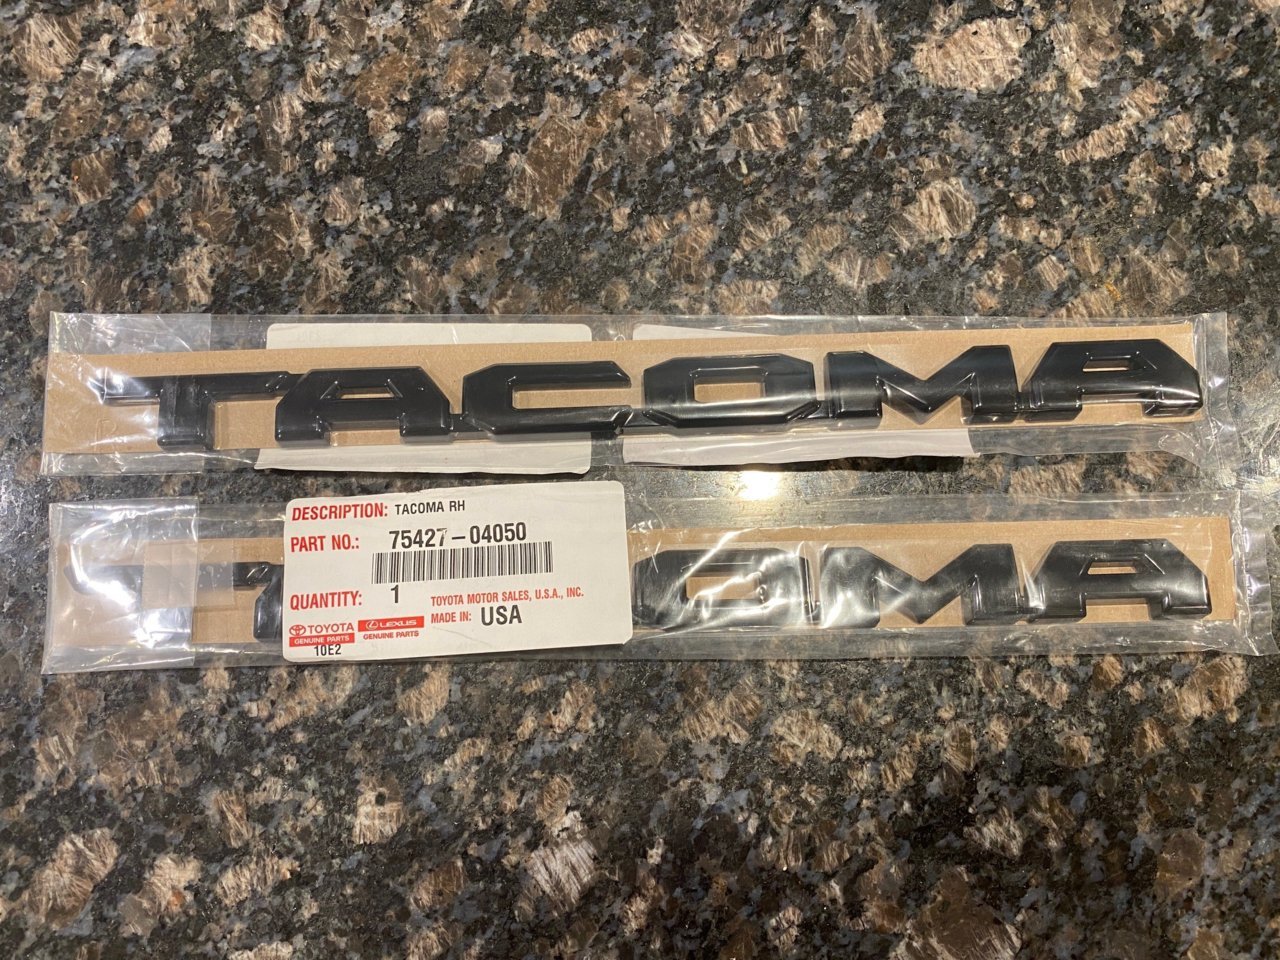 TACOMA
DESCRIPTION: TACOMA RH
PART NO.: 75427-04050
QUANTITY: 1
TOYOTA MOTOR SALES, U.S.A., INC.
MADE IN: USA
TOYOTA
GENUINE PARTS
LEXUS
GENUINE PARTS
10E2
OMA